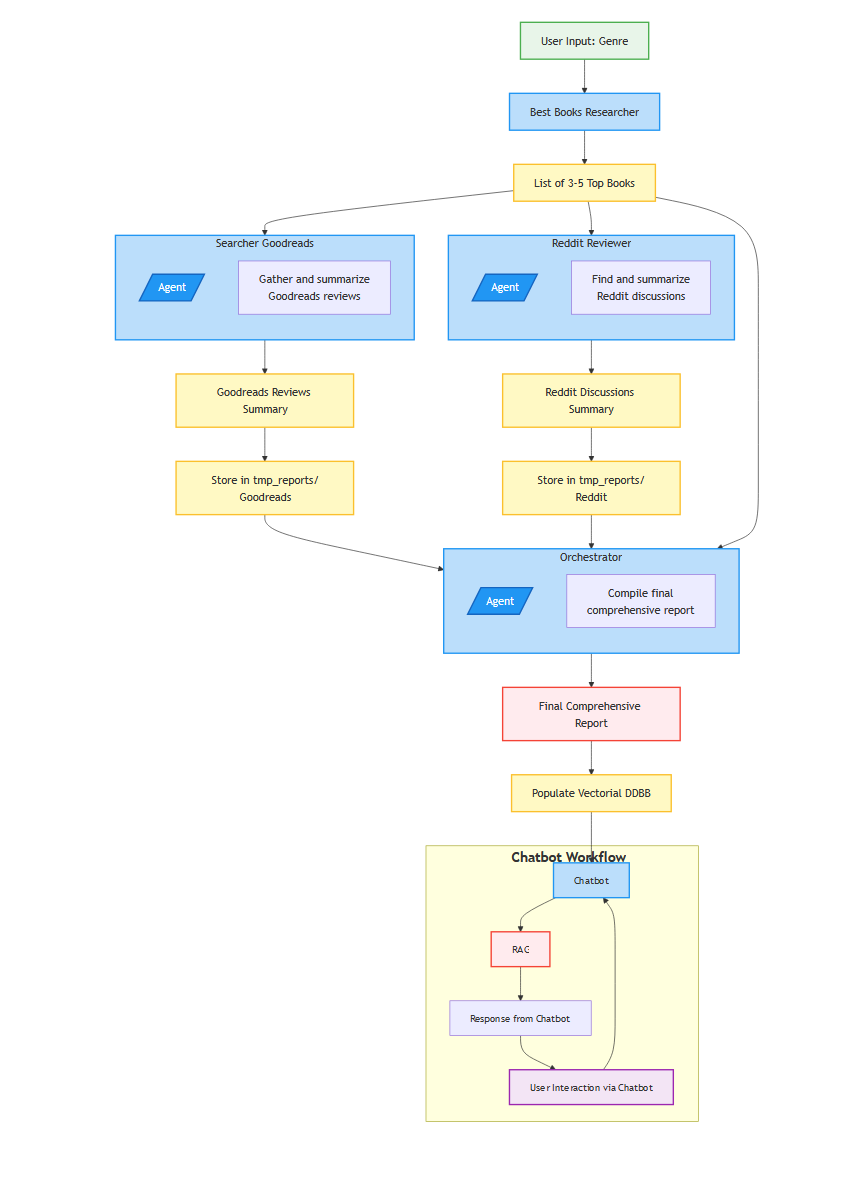 User Input: Genre
Best Books Researcher
List of 3-5 Top Books
Searcher Goodreads
Agent
Gather and summarize
Goodreads reviews
Reddit Reviewer
Agent
Find and summarize
Reddit discussions
Goodreads Reviews
Summary
Reddit Discussions
Summary
Store in tmp_reports/
Goodreads
Store in tmp_reports/
Reddit
Orchestrator
Agent
Compile final
comprehensive report
Final Comprehensive
Report
Populate Vectorial DDBB
Chatbot Workflow
Chatbot
RAG
Response from Chatbot
User Interaction via Chatbot